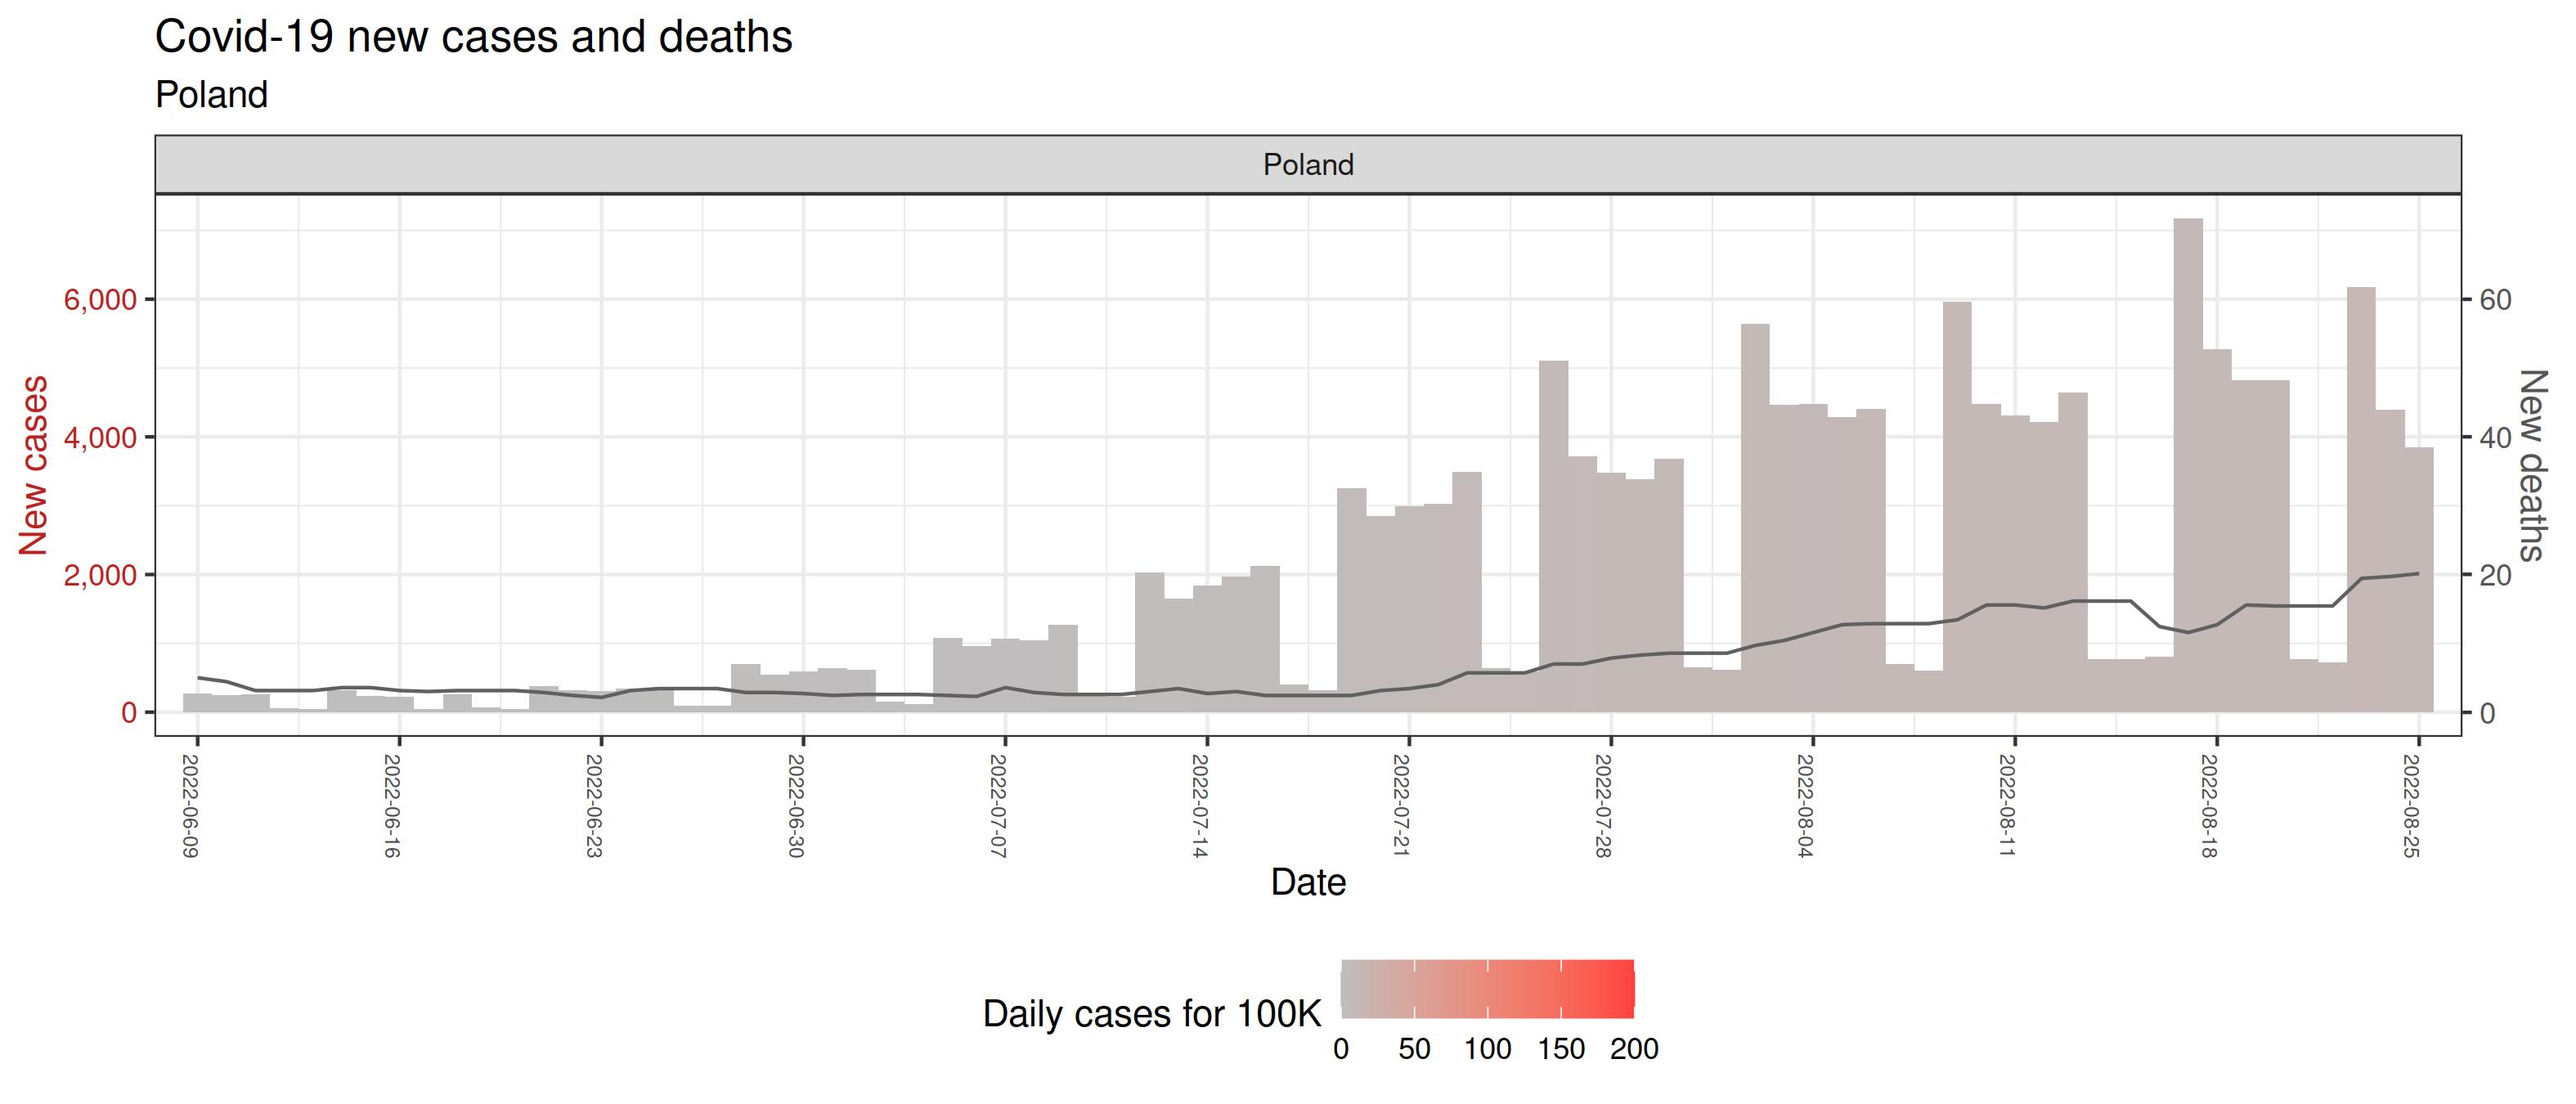 Covid-19 new cases and deaths
Poland
Poland
New cases
6,000
4,000
2,000
0
60
40
20
0
New deaths
2022-06-09
2022-06-16
2022-06-23
2022-06-30
2022-07-07
2022-07-14
2022-07-21
2022-07-28
2022-08-04
2022-08-11
2022-08-18
2022-08-25
Date
Daily cases for 100K
0 50 100 150 200